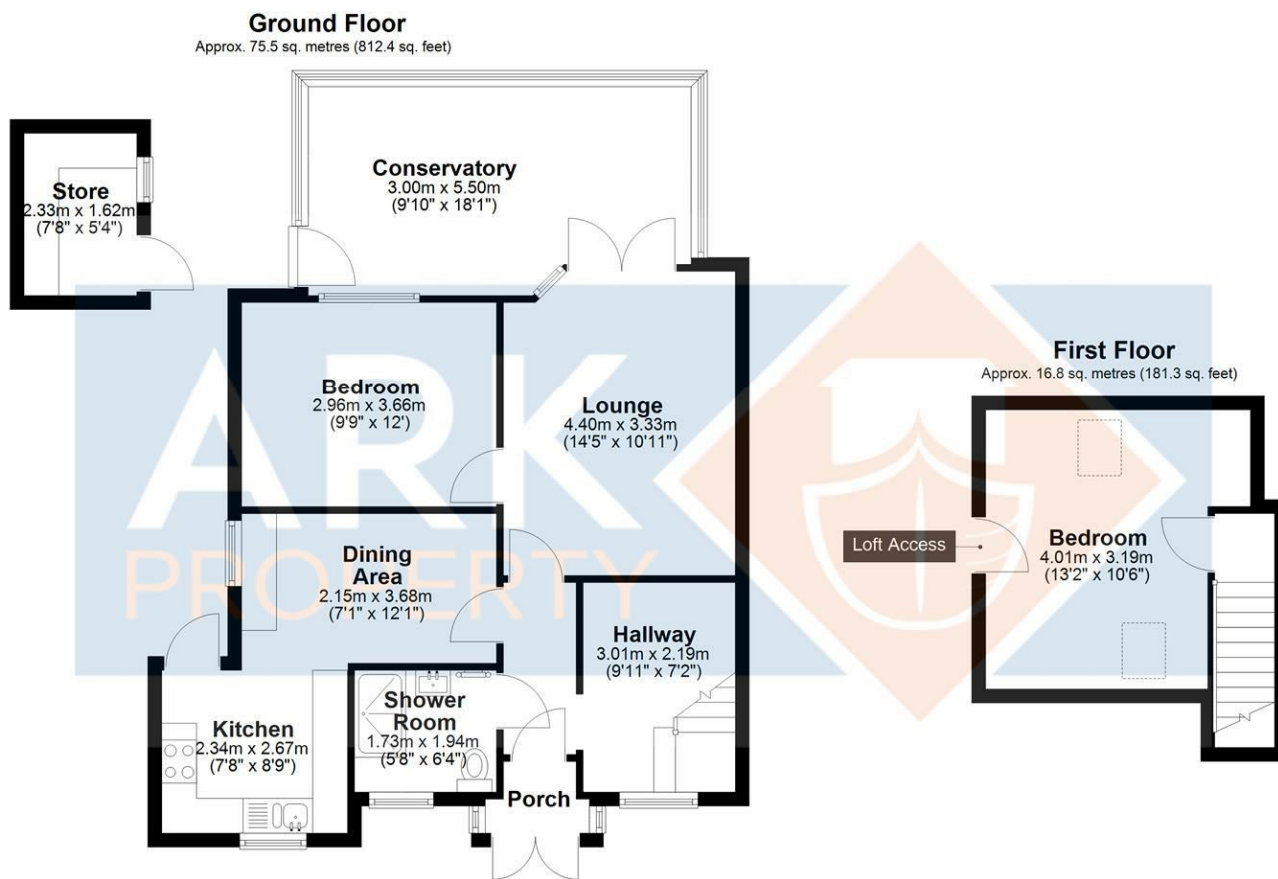 Ground Floor
Approx. 75.5 sq. metres (812.4 sq. feet)
Conservatory
3.00m x 5.50m
(9'10" x 18'1")
Store
2.33m x 1.62m
(7'8" x 5'4")
Bedroom
2.96m x 3.66m
(9'9" x 12')
Lounge
4.40m x 3.33m
(14'5" x 10'11")
Dining
Area
2.15m x 3.68m
(7'1" x 12'1")
Hallway
3.01m x 2.19m
(9'11" x 7'2")
Kitchen
2.34m x 2.67m
(7'8" x 8'9")
Shower
Room
1.73m x 1.94m
(5'8" x 6'4")
Porch
First Floor
Approx. 16.8 sq. metres (181.3 sq. feet)
Loft Access
Bedroom
4.01m x 3.19m
(13'2" x 10'6")
ARK
PROPERTY